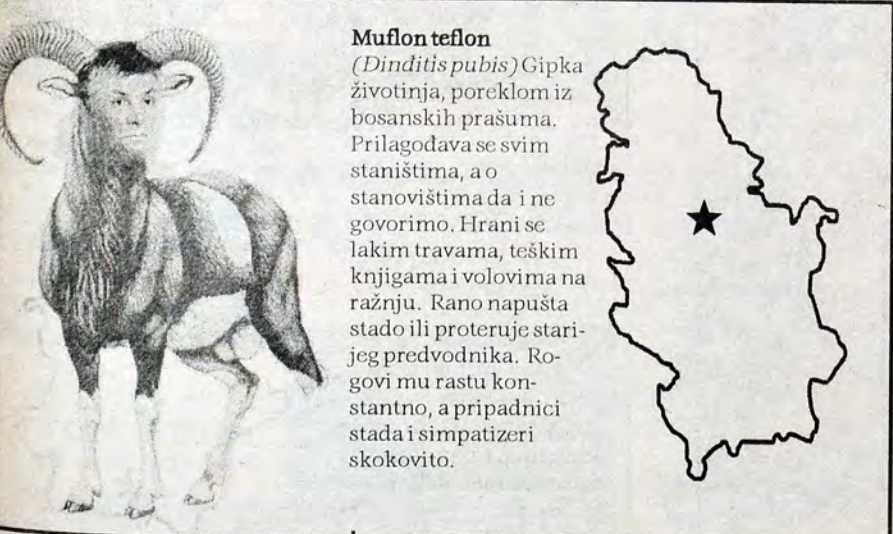 Muflon teflon
(Dinditis pubis) Gipka
životinja, poreklom iz
bosanskih prašuma.
Prilagođava se svim
staništima, a o
stanovištima da i ne
govorimo. Hrani se
lakim travama, teškim
knjigama i volovima na
ražnju. Rano napušta
stado ili proteruje stari-
jeg predvodnika. Ro-
govi mu rastu kon-
stantno, a pripadnici
stada i simpatizeri
skokovito.